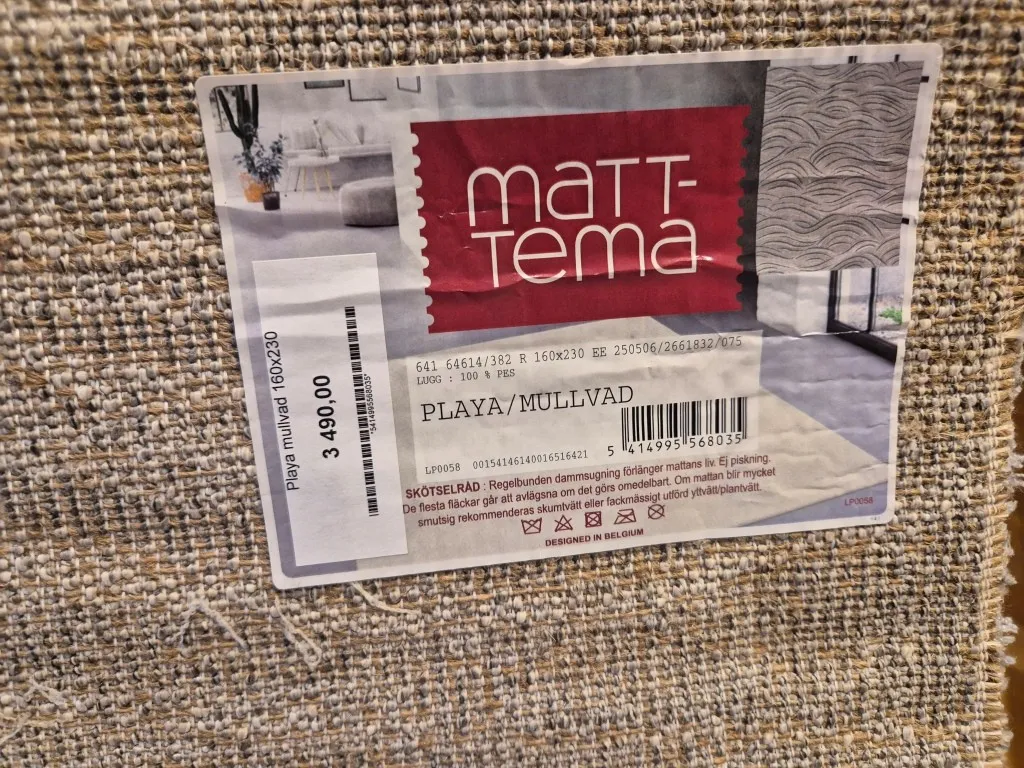 matt-
Tema
641 64614/382 R 160x230 EE 250506/2661832/075
LUGG : 100 % PES
PLAYA/MULLVAD
5 414995 568035
LP0058 00154146140016516421
SKÖTSELRÅD : Regelbunden dammsugning förlänger mattans liv. Ej piskning.
De flesta fläckar går att avlägsna om det görs omedelbart. Om mattan blir mycket
smutsig rekommenderas skumtvätt eller fackmässigt utförd yttvätt/plantvätt.
DESIGNED IN BELGIUM
LP0058
Playa mullvad 160x230
3 490,00
*5414995568035*